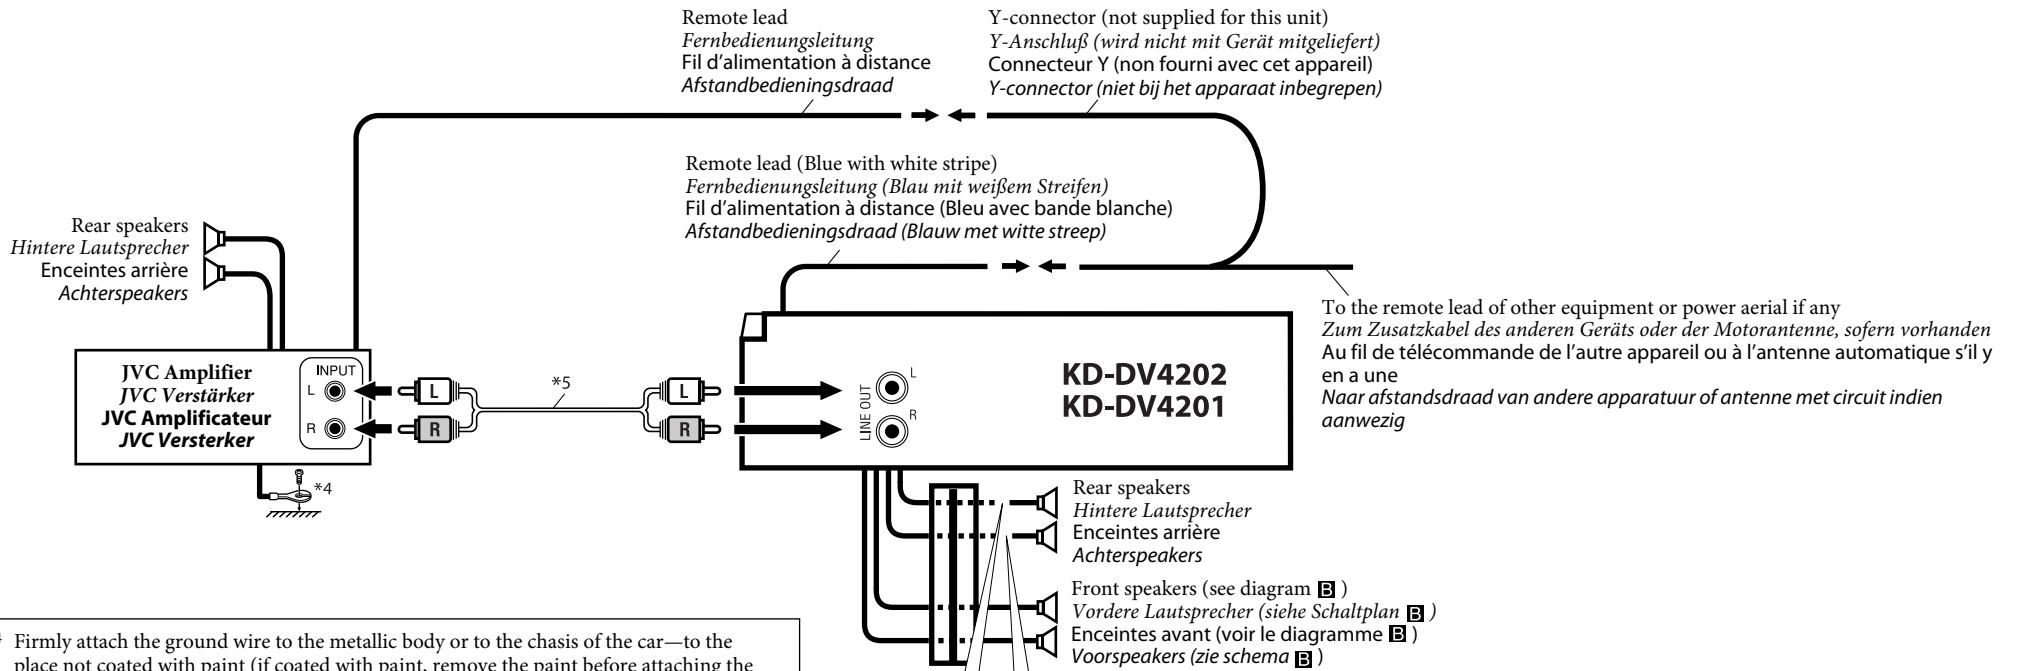 Remote lead
Fernbedienungsleitung
Fil d’alimentation à distance
Afstandbedieningsdraad
Y-connector (not supplied for this unit)
Y-Anschluß (wird nicht mit Gerät mitgeliefert)
Connecteur Y (non fourni avec cet appareil)
Y-connector (niet bij het apparaat inbegrepen)
Remote lead (Blue with white stripe)
Fernbedienungsleitung (Blau mit weißem Streifen)
Fil d’alimentation à distance (Bleu avec bande blanche)
Afstandbedieningsdraad (Blauw met witte streep)
Rear speakers
Hintere Lautsprecher
Enceintes arrière
Achterspeakers
To the remote lead of other equipment or power aerial if any
Zum Zusatzkabel des anderen Geräts oder der Motorantenne, sofern vorhanden
Au fil de télécommande de l’autre appareil ou à l’antenne automatique s’il y
en a une
Naar afstandsdraad van andere apparatuur of antenne met circuit indien
aanwezig
JVC Amplifier
JVC Verstärker
JVC Amplificateur
JVC Versterker
INPUT
L
R
*4
L
R
*5
L
R
LINE OUT
L
R
KD-DV4202
KD-DV4201
Rear speakers
Hintere Lautsprecher
Enceintes arrière
Achterspeakers
Front speakers (see diagram B )
Vordere Lautsprecher (siehe Schaltplan B )
Enceintes avant (voir le diagramme B )
Voorspeakers (zie schema B )
4 Firmly attach the ground wire to the metallic body or to the chasis of the car—to the
place not coated with paint (if coated with paint, remove the paint before attaching the